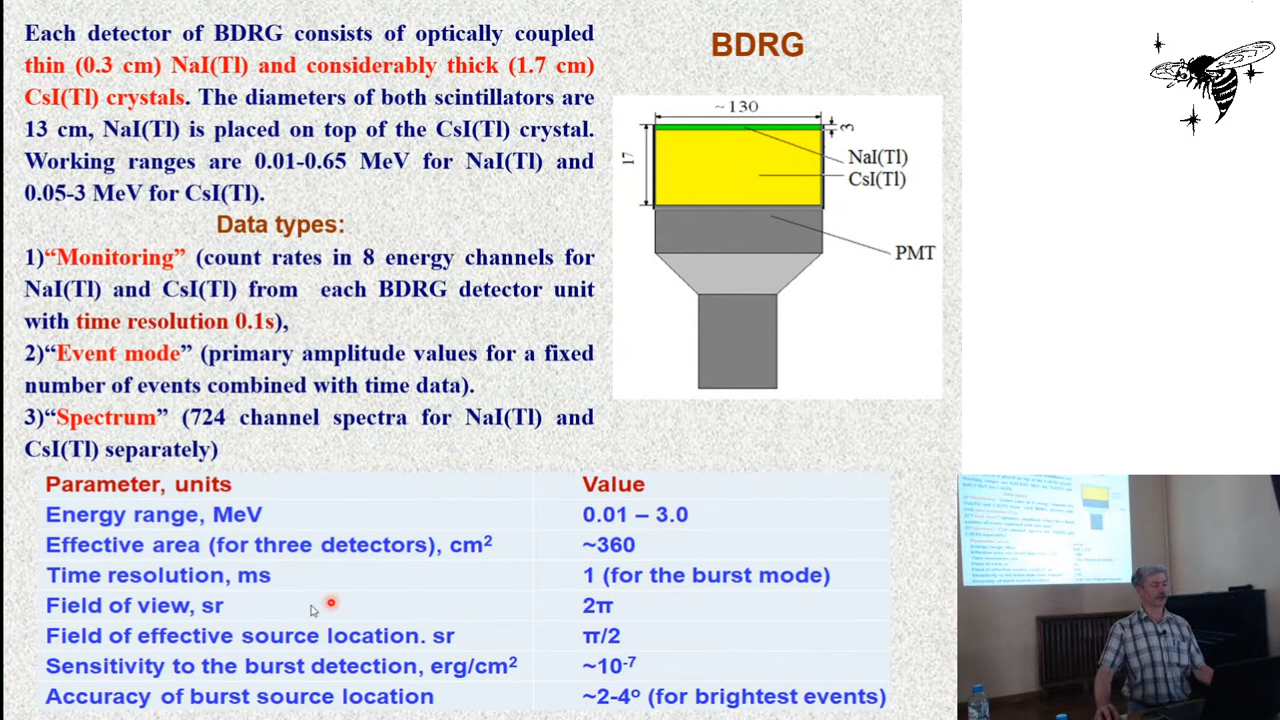 Each detector of BDRG consists of optically coupled
thin (0.3 cm) NaI(Tl) and considerably thick (1.7 cm)
CsI(Tl) crystals. The diameters of both scintillators are
13 cm, NaI(Tl) is placed on top of the CsI(Tl) crystal.
Working ranges are 0.01-0.65 MeV for NaI(Tl) and
0.05-3 MeV for CsI(Tl).
Data types:
1)“Monitoring” (count rates in 8 energy channels for
NaI(Tl) and CsI(Tl) from each BDRG detector unit
with time resolution 0.1s),
2)“Event mode” (primary amplitude values for a fixed
number of events combined with time data).
3)“Spectrum” (724 channel spectra for NaI(Tl) and
CsI(Tl) separately)
BDRG
~130
3
17
NaI(Tl)
CsI(Tl)
PMT
Parameter, units Value
Energy range, MeV 0.01 – 3.0
Effective area (for three detectors), cm² ~360
Time resolution, ms 1 (for the burst mode)
Field of view, sr 2π
Field of effective source location. sr π/2
Sensitivity to the burst detection, erg/cm² ~10⁻⁷
Accuracy of burst source location ~2-4º (for brightest events)